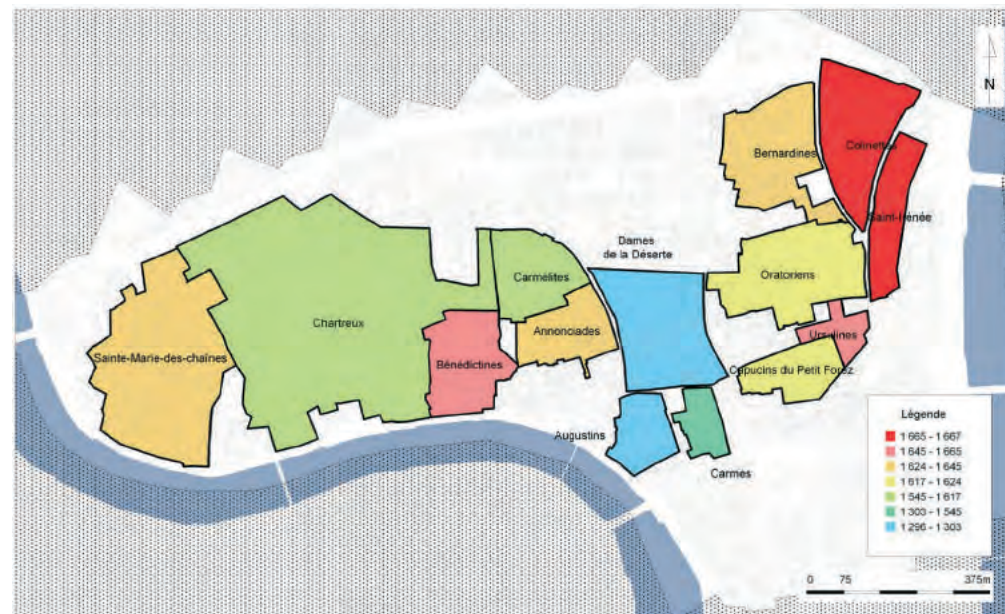 N
Colinettes
Bernardines
Saint-Irénée
Dames
de la Déserte
Oratoriens
Carmélites
Chartreux
Annonciades
Ursulines
Sainte-Marie-des-chaînes
Bénédictines
Capucins du Petit Forez
Augustins
Carmes
Légende
1 665 - 1 667
1 645 - 1 665
1 624 - 1 645
1 617 - 1 624
1 545 - 1 617
1 303 - 1 545
1 296 - 1 303
0 75 375m